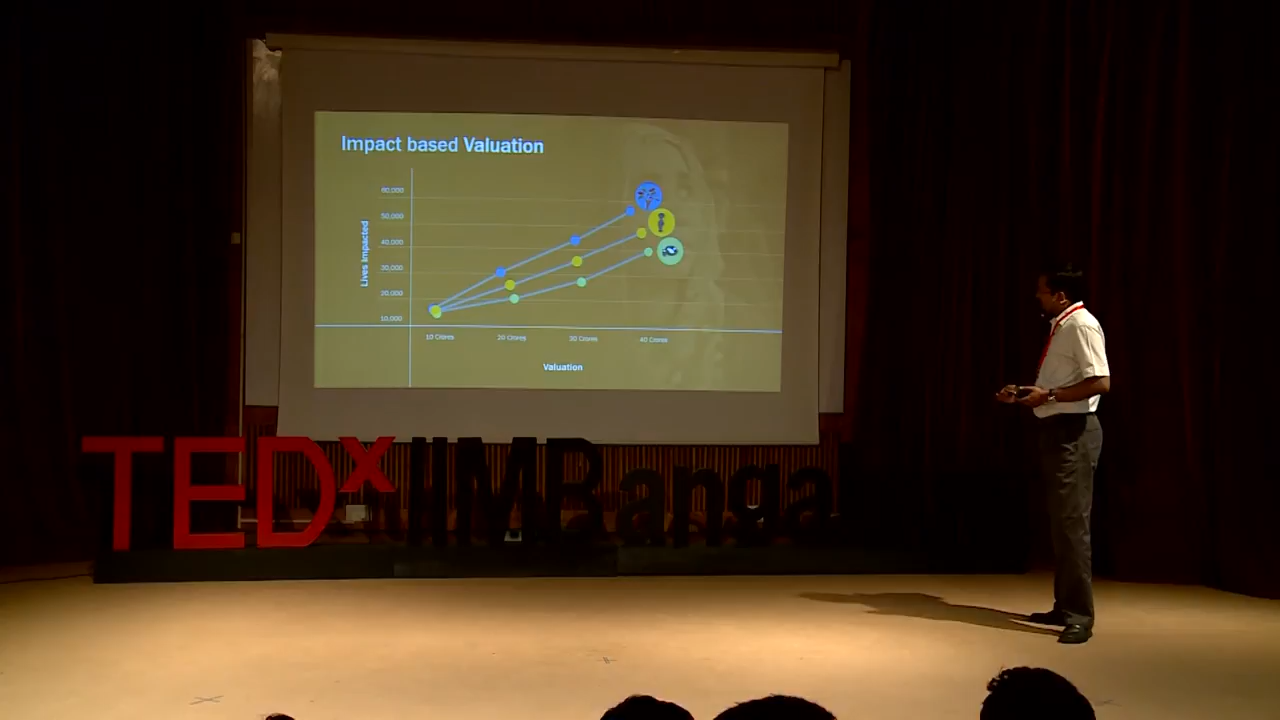 Impact based Valuation
60,000
50,000
40,000
30,000
20,000
10,000
Lives Impacted
10 Crores
20 Crores
30 Crores
40 Crores
Valuation
TEDxIIMBangal